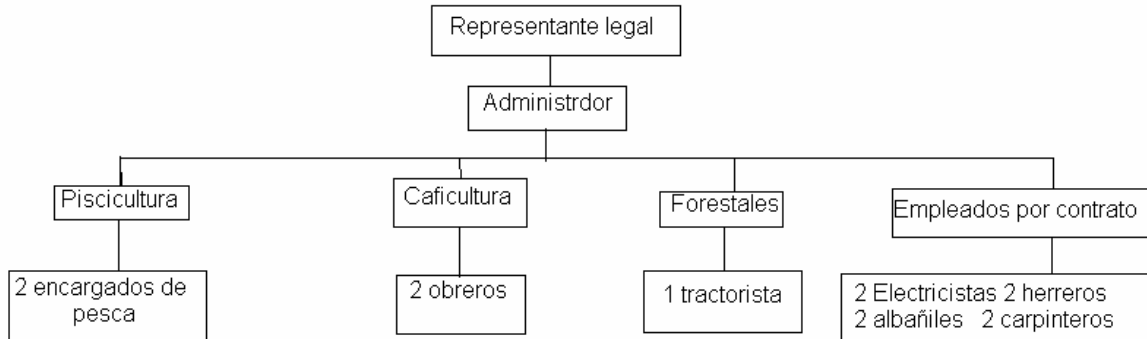 Representante legal
Administrdor
Piscicultura
Caficultura
Forestales
Empleados por contrato
2 encargados de
pesca
2 obreros
1 tractorista
2 Electricistas 2 herreros
2 albañiles 2 carpinteros